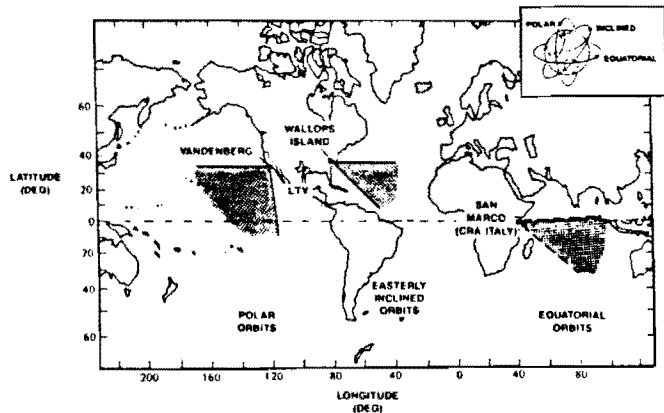 POLAR
INCLINED
EQUATORIAL
WALLOPS
ISLAND
VANDENBERG
LTV
SAN
MARCO
(CRA ITALY)
LATITUDE
(DEG)
60
40
20
0
20
40
60
POLAR
ORBITS
EASTERLY
INCLINED
ORBITS
EQUATORIAL
ORBITS
200 160 120 80 40 0 40 80
LONGITUDE
(DEG)